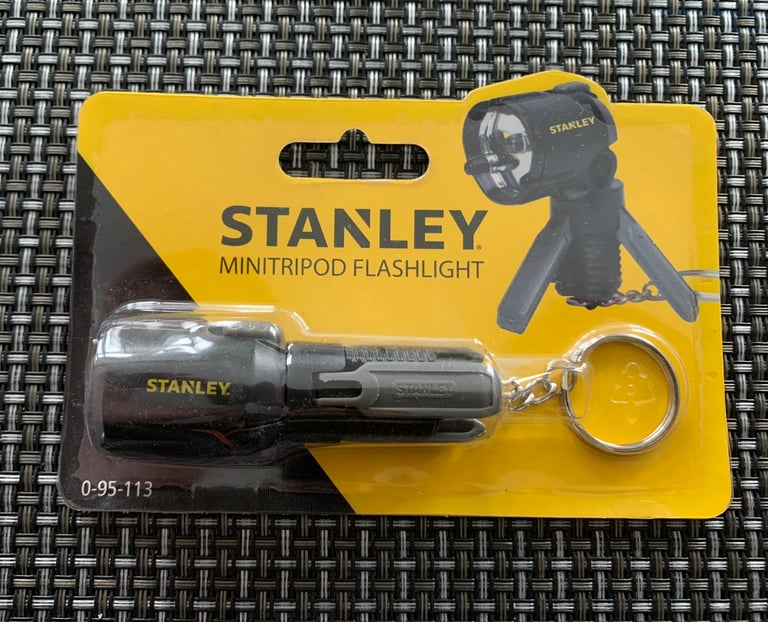 STANLEY
STANLEY®
MINITRIPOD FLASHLIGHT
STANLEY
STANLEY
0-95-113